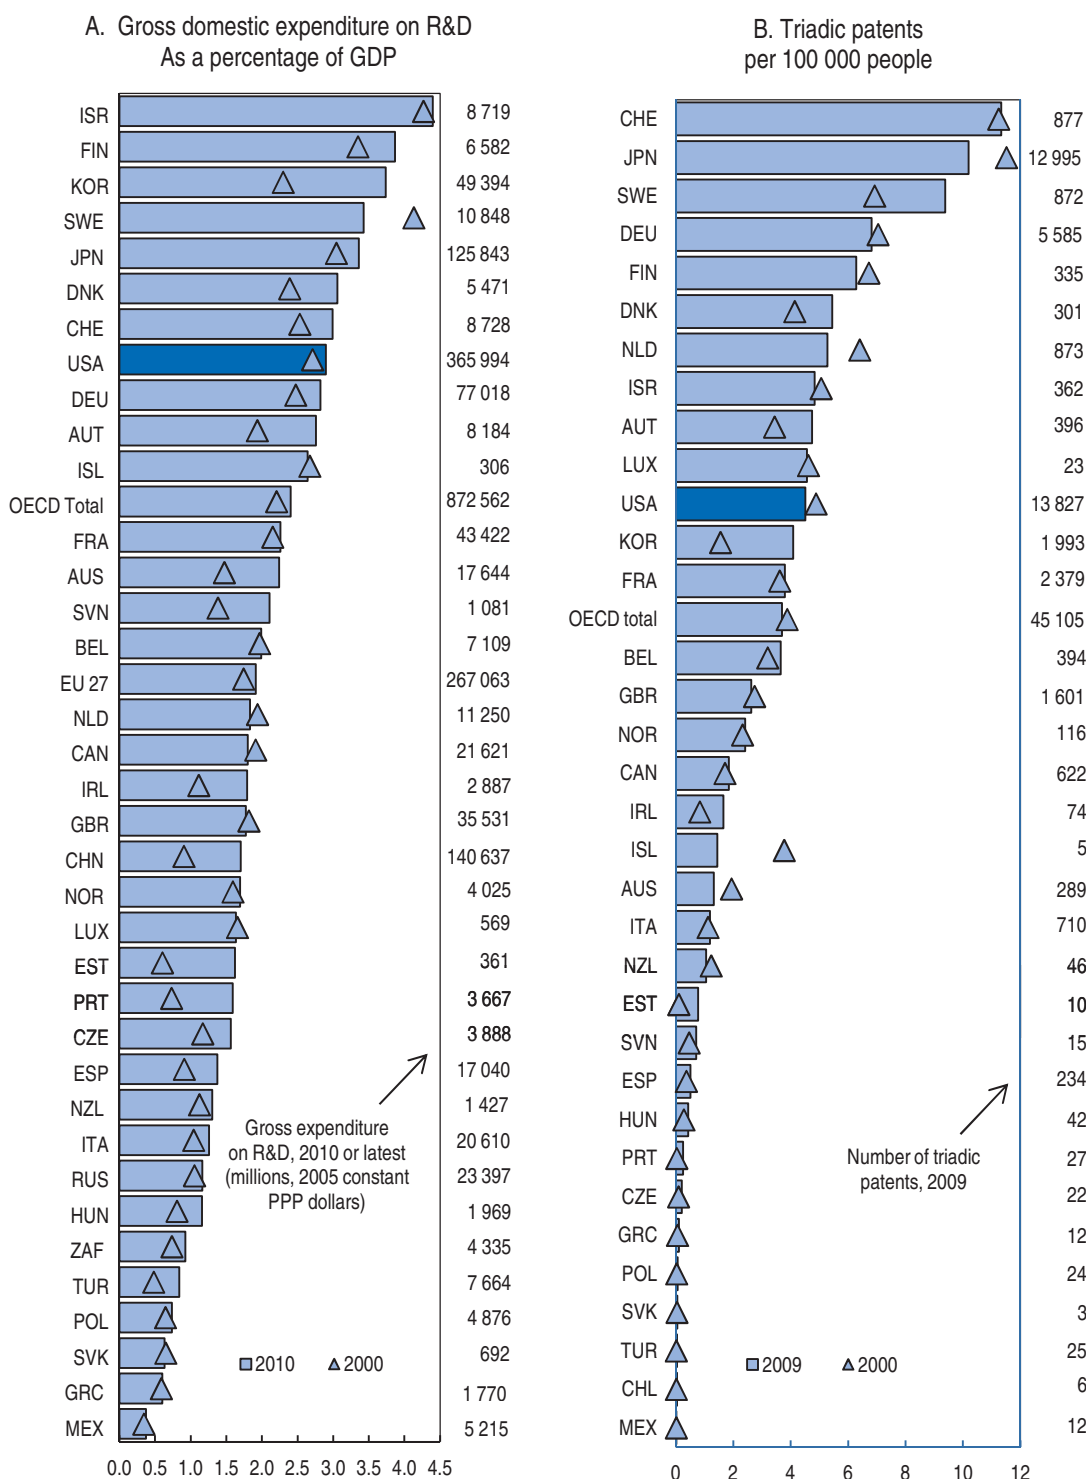 A. Gross domestic expenditure on R&D
As a percentage of GDP
ISR 8 719
FIN 6 582
KOR 49 394
SWE 10 848
JPN 125 843
DNK 5 471
CHE 8 728
USA 365 994
DEU 77 018
AUT 8 184
ISL 306
OECD Total 872 562
FRA 43 422
AUS 17 644
SVN 1 081
BEL 7 109
EU 27 267 063
NLD 11 250
CAN 21 621
IRL 2 887
GBR 35 531
CHN 140 637
NOR 4 025
LUX 569
EST 361
PRT 3 667
CZE 3 888
ESP 17 040
NZL 1 427
ITA 20 610
RUS 23 397
HUN 1 969
ZAF 4 335
TUR 7 664
POL 4 876
SVK 692
GRC 1 770
MEX 5 215
Gross expenditure
on R&D, 2010 or latest
(millions, 2005 constant
PPP dollars)
2010 2000
0.0 0.5 1.0 1.5 2.0 2.5 3.0 3.5 4.0 4.5
B. Triadic patents
per 100 000 people
CHE 877
JPN 12 995
SWE 872
DEU 5 585
FIN 335
DNK 301
NLD 873
ISR 362
AUT 396
LUX 23
USA 13 827
KOR 1 993
FRA 2 379
OECD total 45 105
BEL 394
GBR 1 601
NOR 116
CAN 622
IRL 74
ISL 5
AUS 289
ITA 710
NZL 46
EST 10
SVN 15
ESP 234
HUN 42
PRT 27
CZE 22
GRC 12
POL 24
SVK 3
TUR 25
CHL 6
MEX 12
Number of triadic
patents, 2009
2009 2000
0 2 4 6 8 10 12